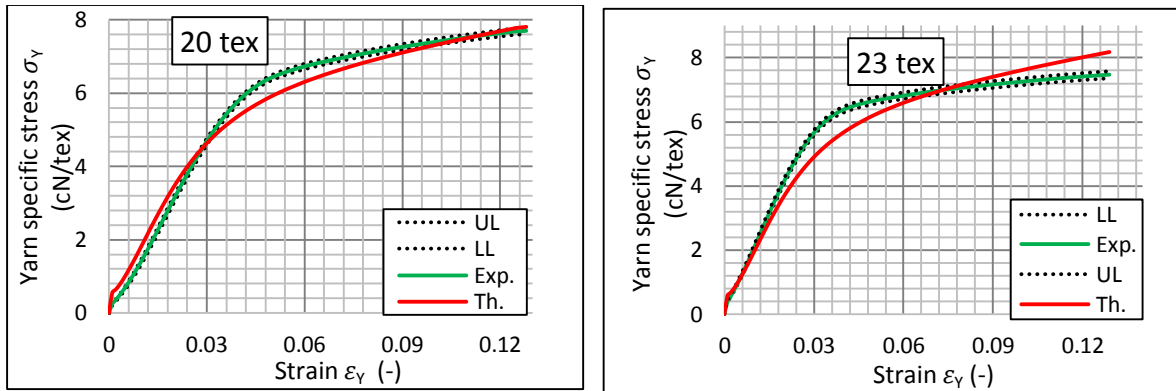 8
6
4
2
0
20 tex
UL
LL
Exp.
Th.
0
0.03
0.06
0.09
0.12
Strain εY (-)
Yarn specific stress σY
(cN/tex)
8
6
4
2
0
23 tex
LL
Exp.
UL
Th.
0
0.03
0.06
0.09
0.12
Strain εY (-)
Yarn specific stress σY
(cN/tex)